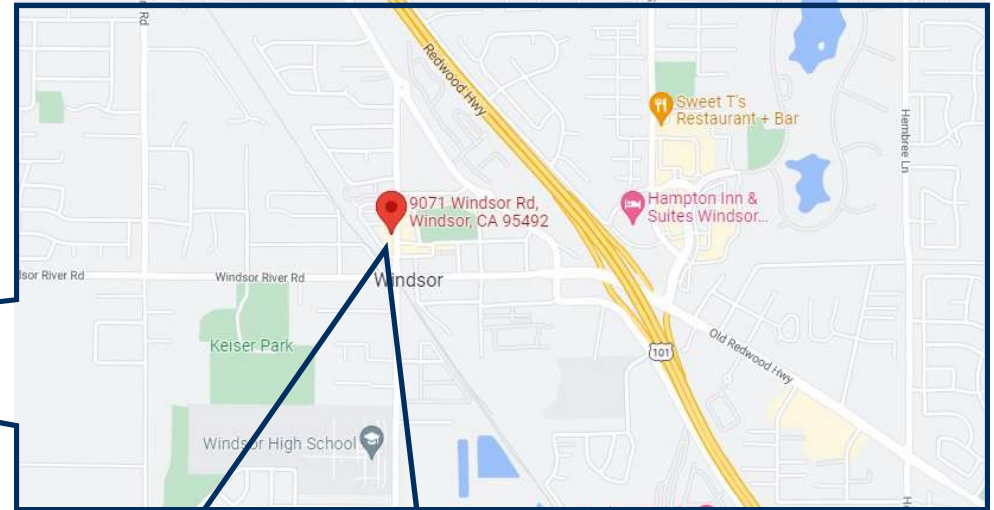 Rd
Redwood Hwy
Sweet T's
Restaurant + Bar
Hembree Ln
9071 Windsor Rd,
Windsor, CA 95492
Hampton Inn &
Suites Windsor...
sor River Rd
Windsor River Rd
Windsor
Keiser Park
101
Old Redwood Hwy
Windsor High School